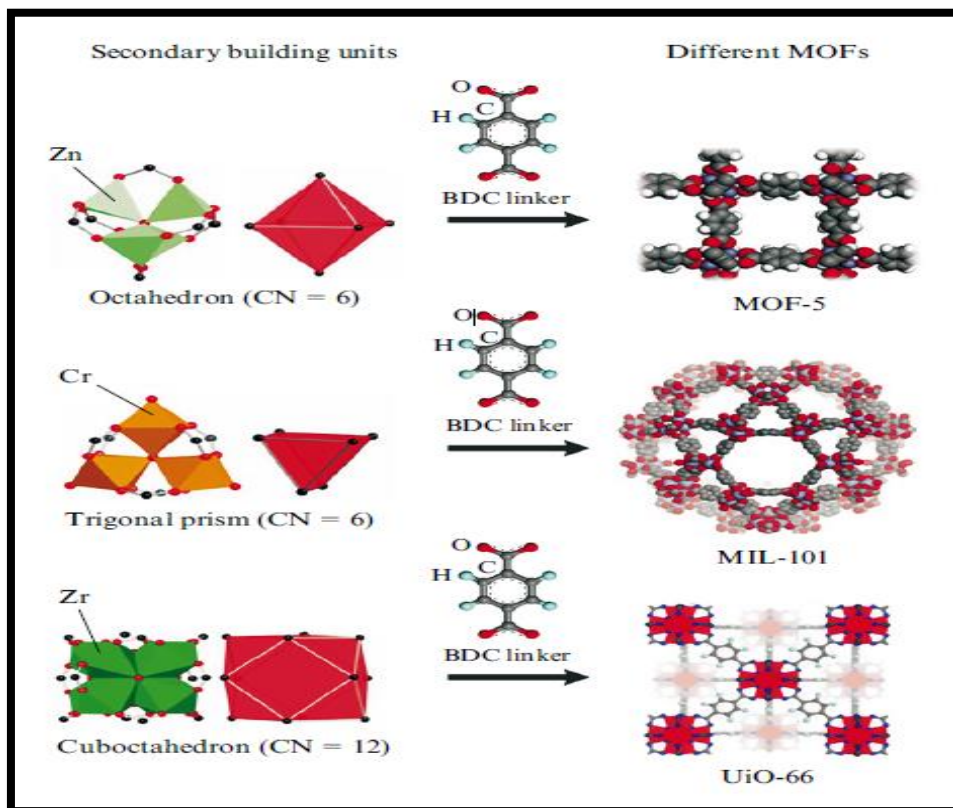 Secondary building units
Different MOFs
O
C
H
Zn
BDC linker
Octahedron (CN = 6)
MOF-5
O
C
H
Cr
BDC linker
Trigonal prism (CN = 6)
MIL-101
O
C
H
Zr
BDC linker
Cuboctahedron (CN = 12)
UiO-66